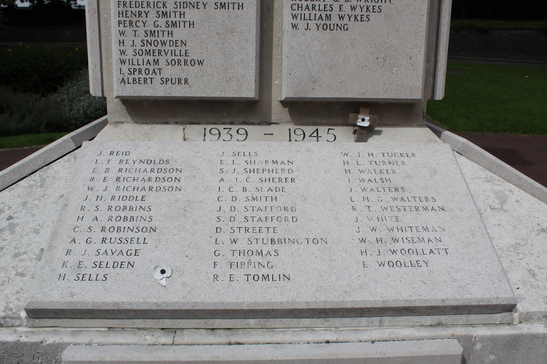 FREDERICK SIDNEY SMITH
HENRY SMITH
PERCY G. SMITH
W. T. SMITH
H. J. SNOWDEN
W. SOMERVILLE
WILLIAM SORROW
I. SPROAT
ALBERT SPURR
WRIGHT
CHARLES E. WYKES
WILLIAM WYKES
W. J. YOUNG
1939 - 1945
J. REID
L. F. REYNOLDS
E. R. RICHARDSON
R. E. RICHARDSON
W. J. RICHARDSON
J. H. RIDDLE
R. S. ROBBINS
H. A. ROBBINS
C. S. ROBINSON
A. G. RUSSELL
R. J. SAVAGE
K. E. SELDEN
H. SELLS
J. SELLS
E. L. SHARMAN
S. J. SHEPHERD
A. J. C. SHERER
I. C. B. SLADE
C. D. SMITH
J. D. STAFFORD
S. D. STAFFORD
D. STREETE
L. W. STUBBINGTON
G. THOMAS
F. TIPPING
R. E. TOMLIN
W. J. H. TUCKER
H. L. TURNER
H. WALKER
J. WALSH
J. WALTERS
L. H. G. WALTERS
R. T. WESTERMAN
J. WHITE
J. W. WHITEMAN
W. H. WISEMAN
H. J. WOOLLATT
F. WOOLLEY